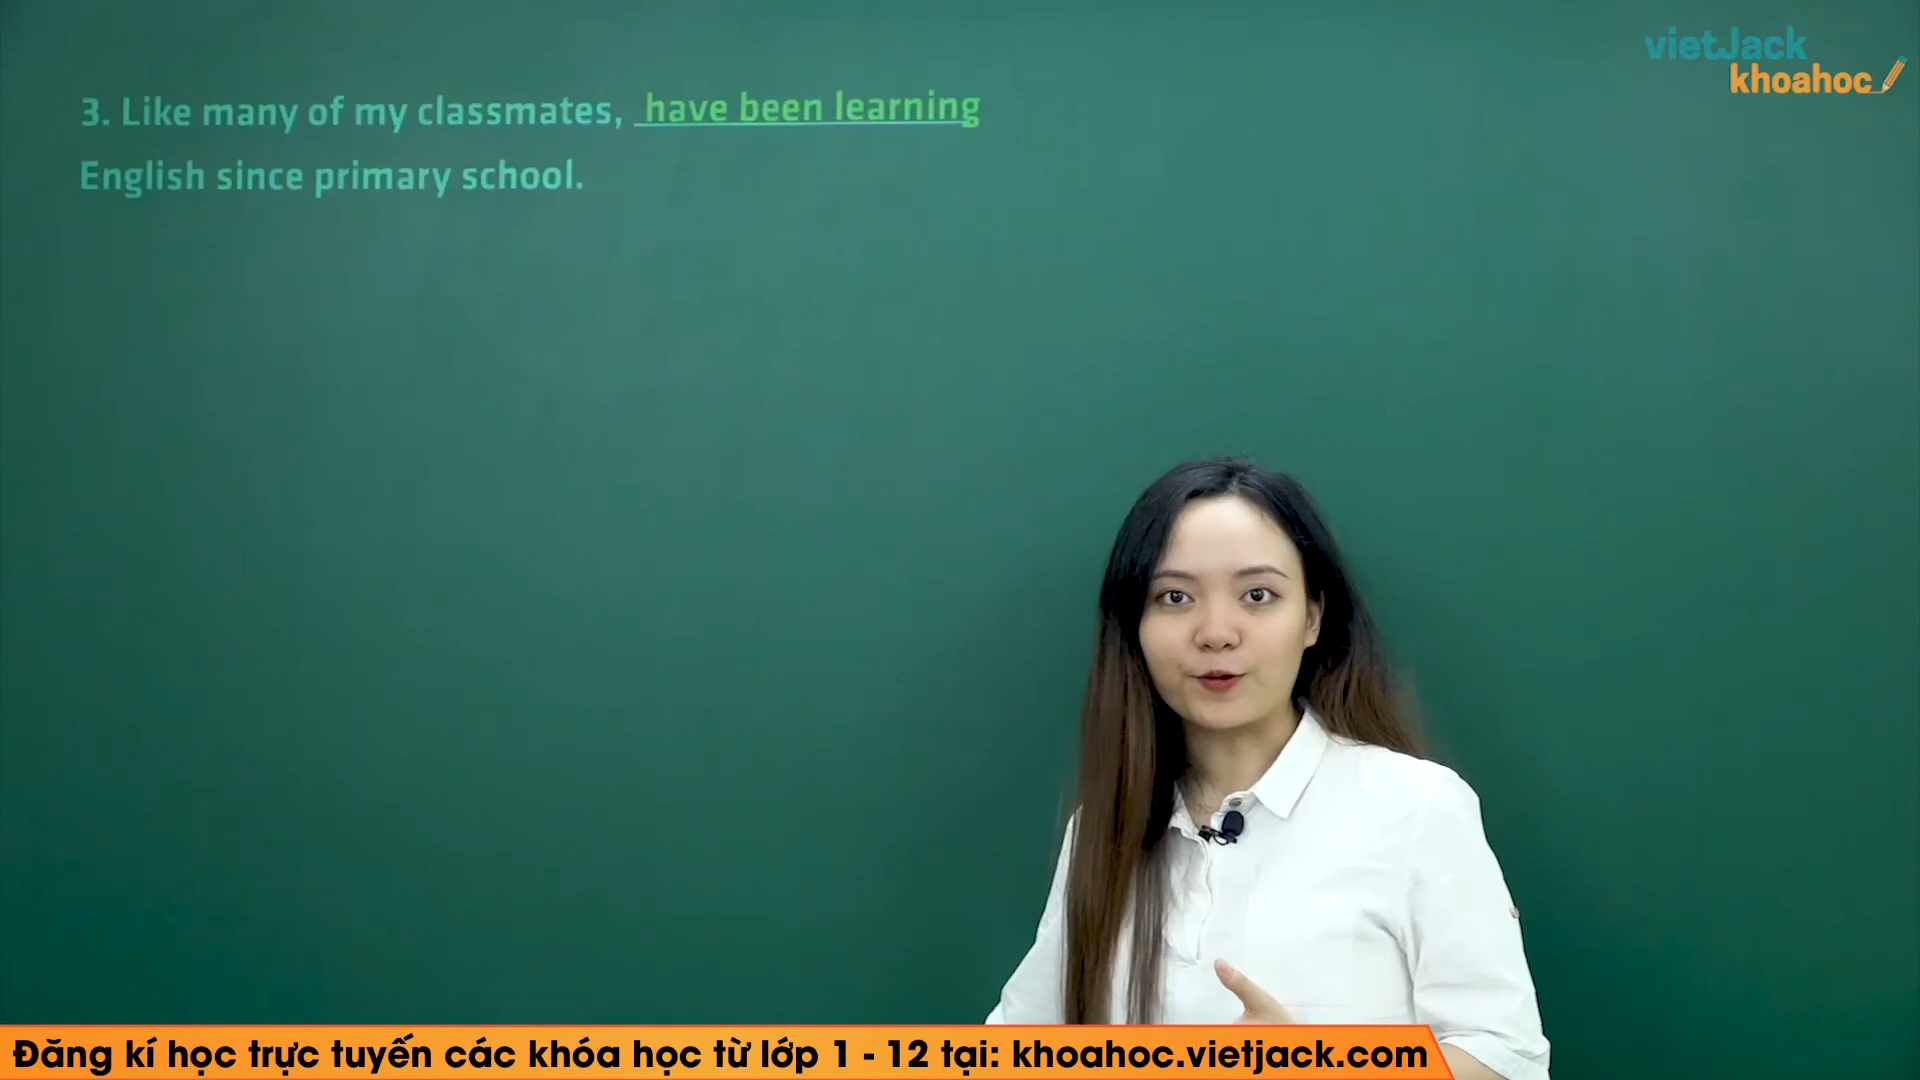 vietJack
khoahoc
3. Like many of my classmates, have been learning
English since primary school.
Đăng kí học trực tuyến các khóa học từ lớp 1 - 12 tại: khoahoc.vietjack.com